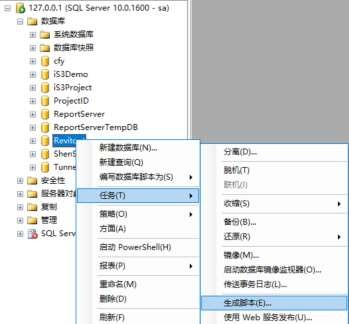 127.0.0.1 (SQL Server 10.0.1600 - sa)
数据库
系统数据库
数据库快照
cfy
iS3Demo
iS3Project
ProjectID
ReportServer
ReportServerTempDB
Revit
ShenS
Tunne
安全性
服务器对
复制
管理
SQL Serve
新建数据库(N)...
新建查询(Q)
编写数据库脚本为(S)
任务(T)
策略(O)
方面(A)
启动 PowerShell(H)
报表(P)
重命名(M)
删除(D)
刷新(F)
分离(D)...
脱机(T)
联机(I)
收缩(S)
备份(B)...
还原(R)
镜像(M)...
启动数据库镜像监视器(O)...
传送事务日志(L)...
生成脚本(E)...
使用 Web 服务发布(U)...